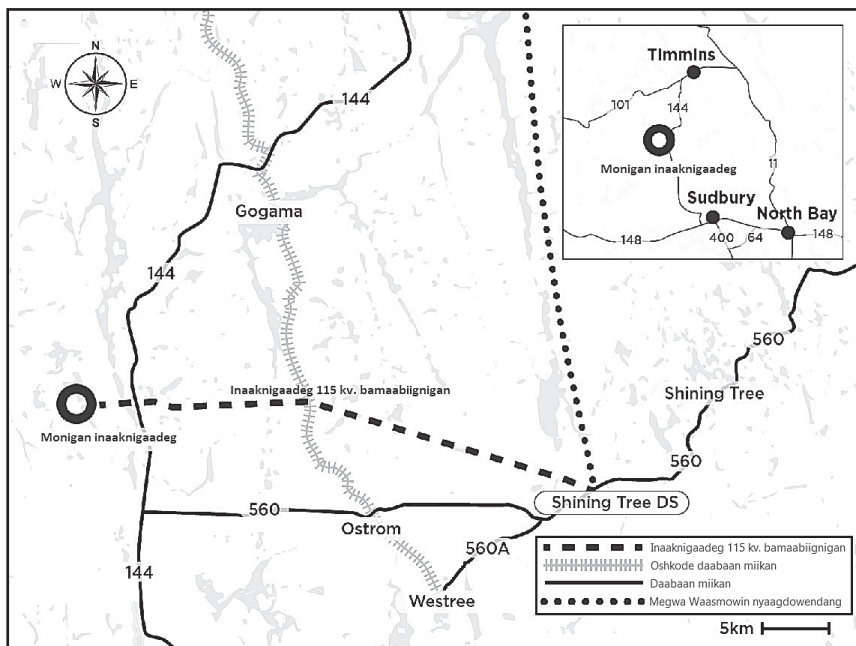 N
W E
S
144
Gogama
144
Inaaknigaadeg 115 kv. bamaabiignigan
Monigan inaaknigaadeg
560
Shining Tree
560
Shining Tree DS
560
Ostrom
560A
144
Westree
Timmins
101
144
11
Monigan inaaknigaadeg
Sudbury
North Bay
148
400
64
148
Inaaknigaadeg 115 kv. bamaabiignigan
Oshkode daabaan miikan
Daabaan miikan
Megwa Waasmowin nyaagdowendang
5km